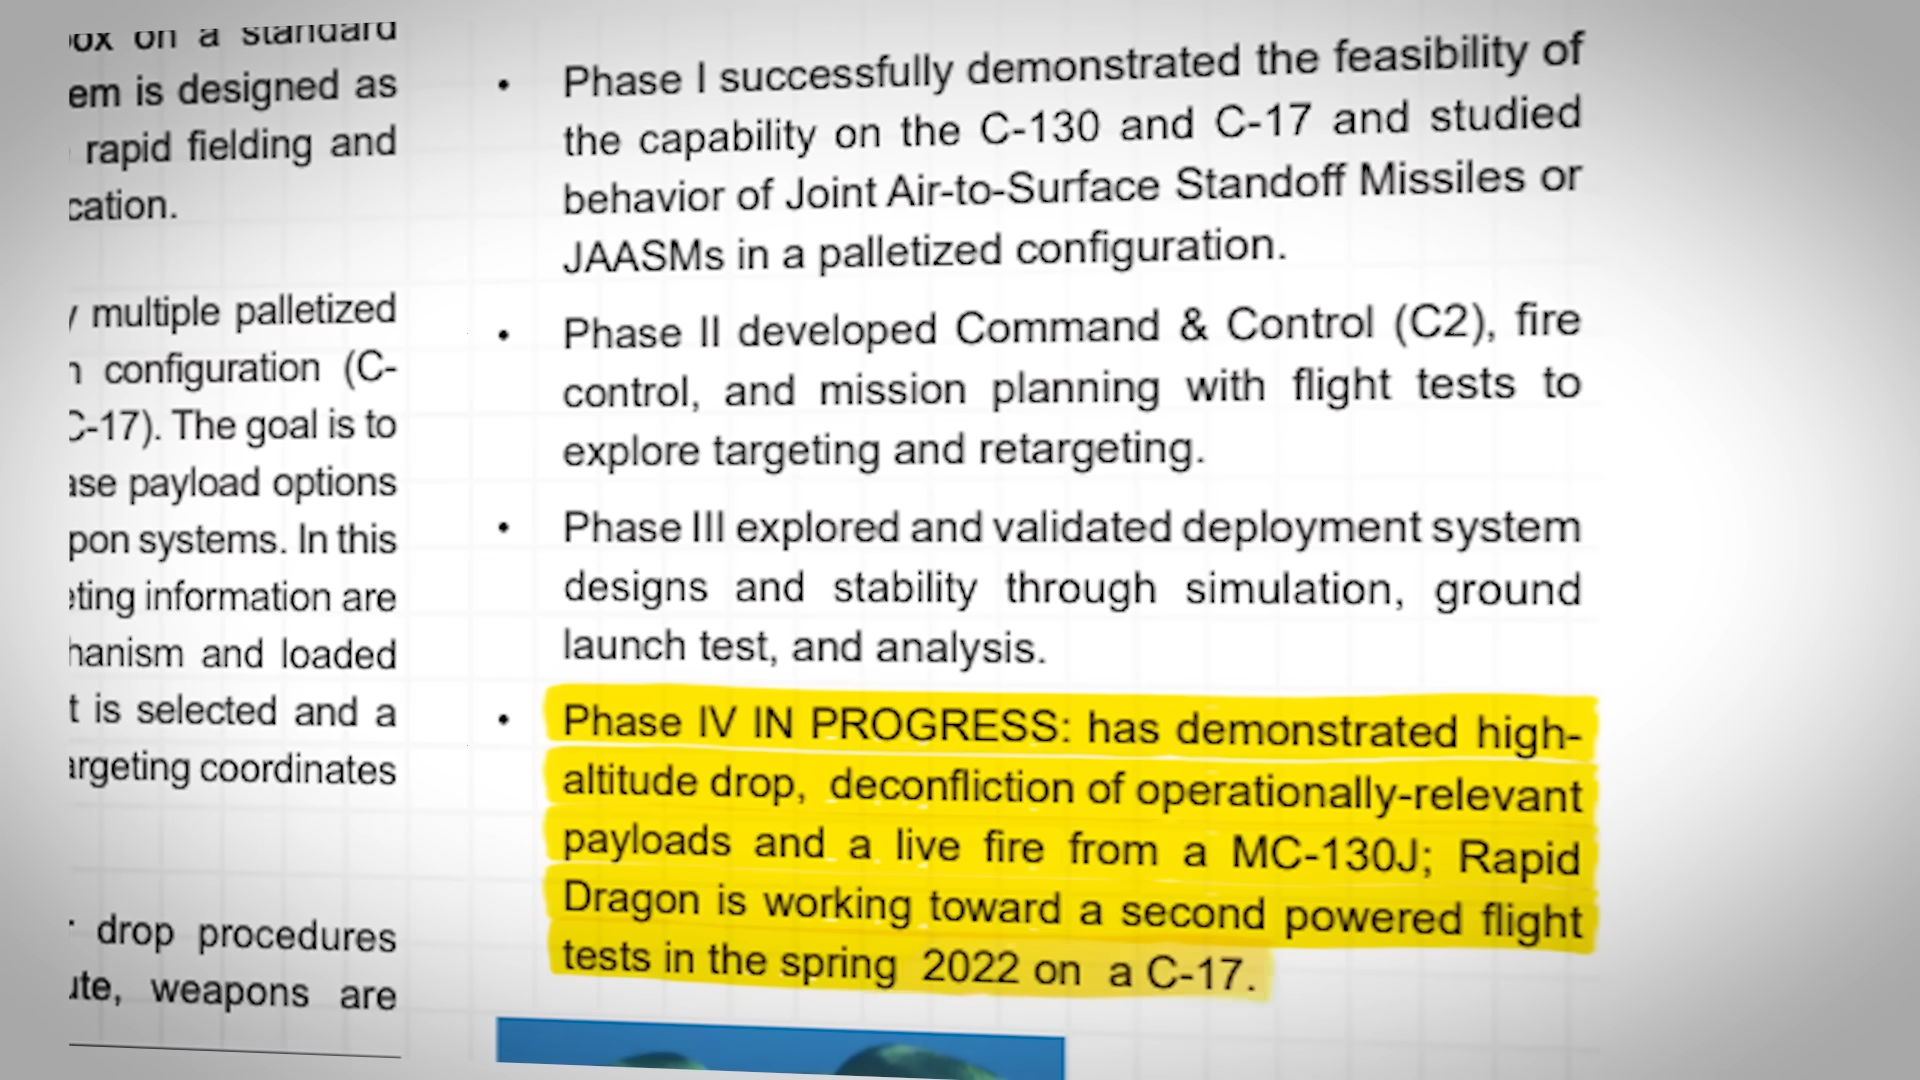 box on a standard
em is designed as
rapid fielding and
cation.
multiple palletized
configuration (C-
C-17). The goal is to
ase payload options
pon systems. In this
eting information are
hanism and loaded
t is selected and a
argeting coordinates
drop procedures
ute, weapons are
• Phase I successfully demonstrated the feasibility of
the capability on the C-130 and C-17 and studied
behavior of Joint Air-to-Surface Standoff Missiles or
JAASMs in a palletized configuration.
• Phase II developed Command & Control (C2), fire
control, and mission planning with flight tests to
explore targeting and retargeting.
• Phase III explored and validated deployment system
designs and stability through simulation, ground
launch test, and analysis.
• Phase IV IN PROGRESS: has demonstrated high-
altitude drop, deconfliction of operationally-relevant
payloads and a live fire from a MC-130J; Rapid
Dragon is working toward a second powered flight
tests in the spring 2022 on a C-17.